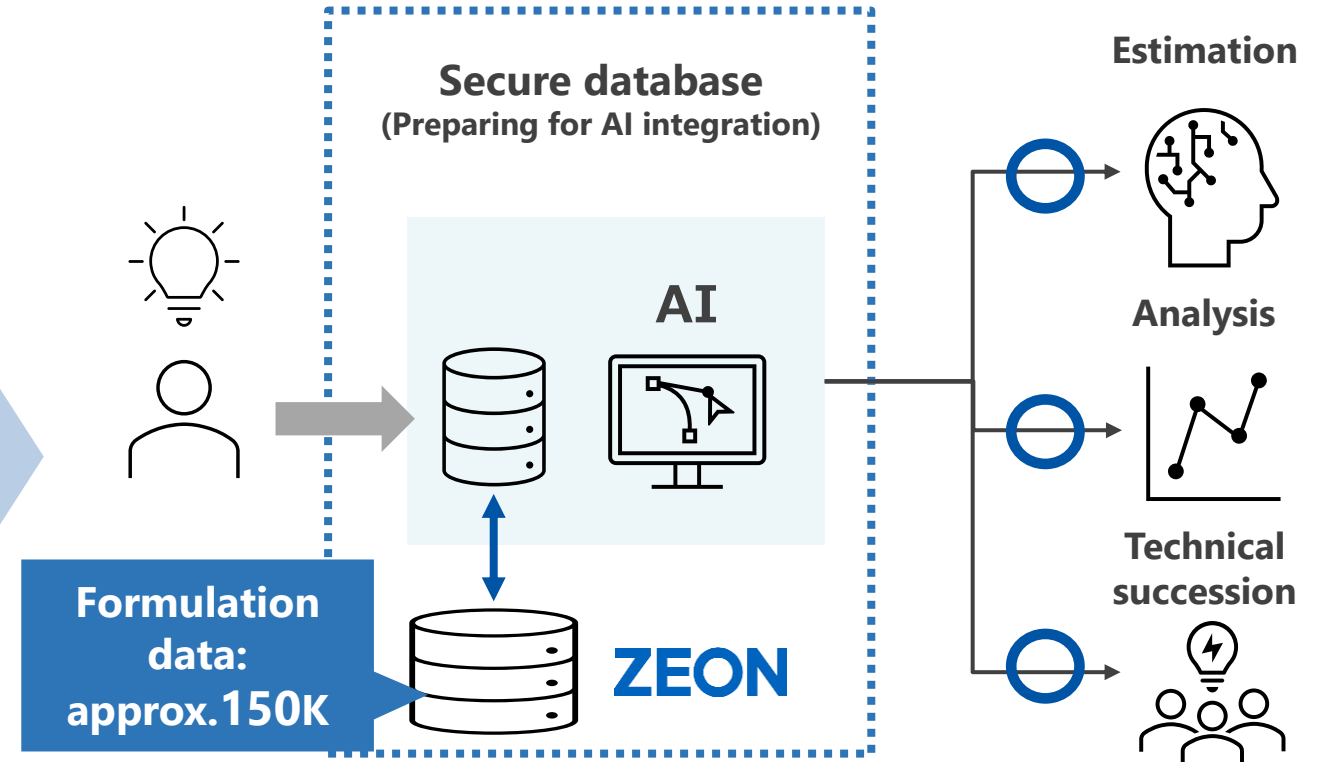 Secure database
(Preparing for AI integration)
AI
Formulation
data:
approx.150K
ZEON
Estimation
Analysis
Technical
succession